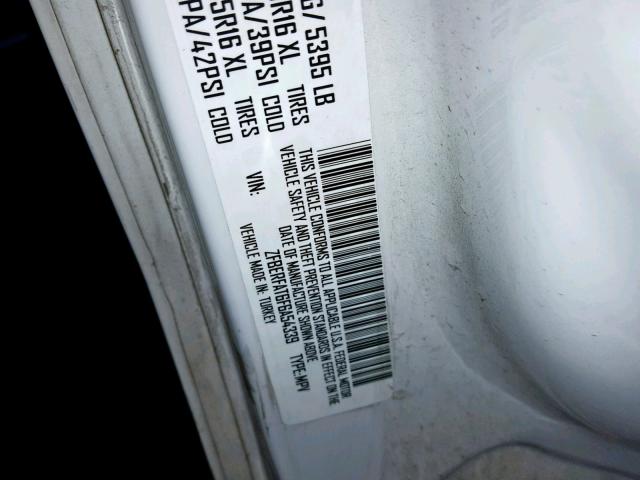 G/ 5395 LB
R16 XL TIRES
A/39PSI COLD
5R16 XL TIRES
PA/42PSI COLD
THIS VEHICLE CONFORMS TO ALL APPLICABLE U.S.A. FEDERAL MOTOR
VEHICLE SAFETY AND THEFT PREVENTION STANDARDS IN EFFECT ON THE
DATE OF MANUFACTURE SHOWN ABOVE
VIN: ZFBERFAT6F6A54339 TYPE:MPV
VEHICLE MADE IN: TURKEY